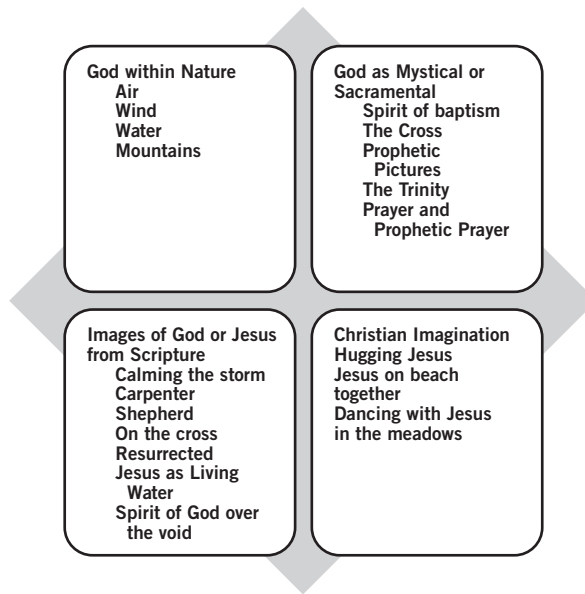 God within Nature
Air
Wind
Water
Mountains
God as Mystical or
Sacramental
Spirit of baptism
The Cross
Prophetic
Pictures
The Trinity
Prayer and
Prophetic Prayer
Images of God or Jesus
from Scripture
Calming the storm
Carpenter
Shepherd
On the cross
Resurrected
Jesus as Living
Water
Spirit of God over
the void
Christian Imagination
Hugging Jesus
Jesus on beach
together
Dancing with Jesus
in the meadows